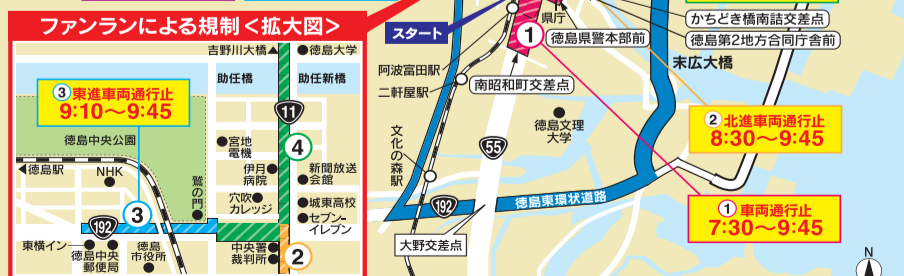 ファンランによる規制<拡大図>
吉野川大橋▲
徳島大学
助任橋
助任新橋
③東進車両通行止
9:10〜9:45
11
徳島中央公園
宮地
電機
④
伊月
病院
新聞放送
会館
◀徳島駅
NHK
鷲の門
穴吹
カレッジ
城東高校
セブン-
イレブン
192
③
東横イン
徳島中央
郵便局
徳島
市役所
中央署
裁判所
②
スタート
県庁
①
徳島県警本部前
かちどき橋南詰交差点
徳島第2地方合同庁舎前
阿波富田駅
二軒屋駅
南昭和町交差点
末広大橋
徳島文理
大学
②北進車両通行止
8:30〜9:45
文化の森駅
55
192
徳島東環状道路
①車両通行止
7:30〜9:45
大野交差点
N